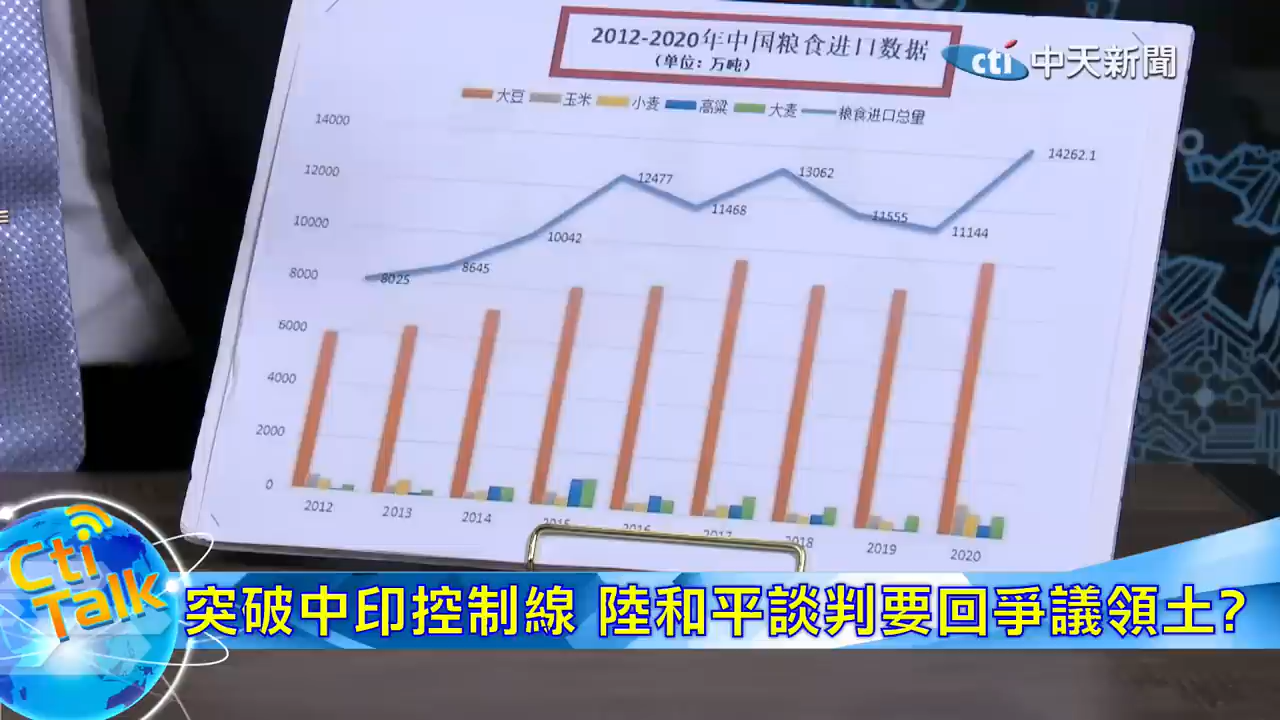 2012-2020年中国粮食进口数据
(单位：万吨)
cti 中天新聞
大豆 玉米 小麦 高粱 大麦 粮食进口总量
14000
12000
10000
8000
6000
4000
2000
0
8025
8645
10042
12477
11468
13062
11555
11144
14262.1
2012 2013 2014 2015 2016 2017 2018 2019 2020
Cti Talk
突破中印控制線 陸和平談判要回爭議領土?